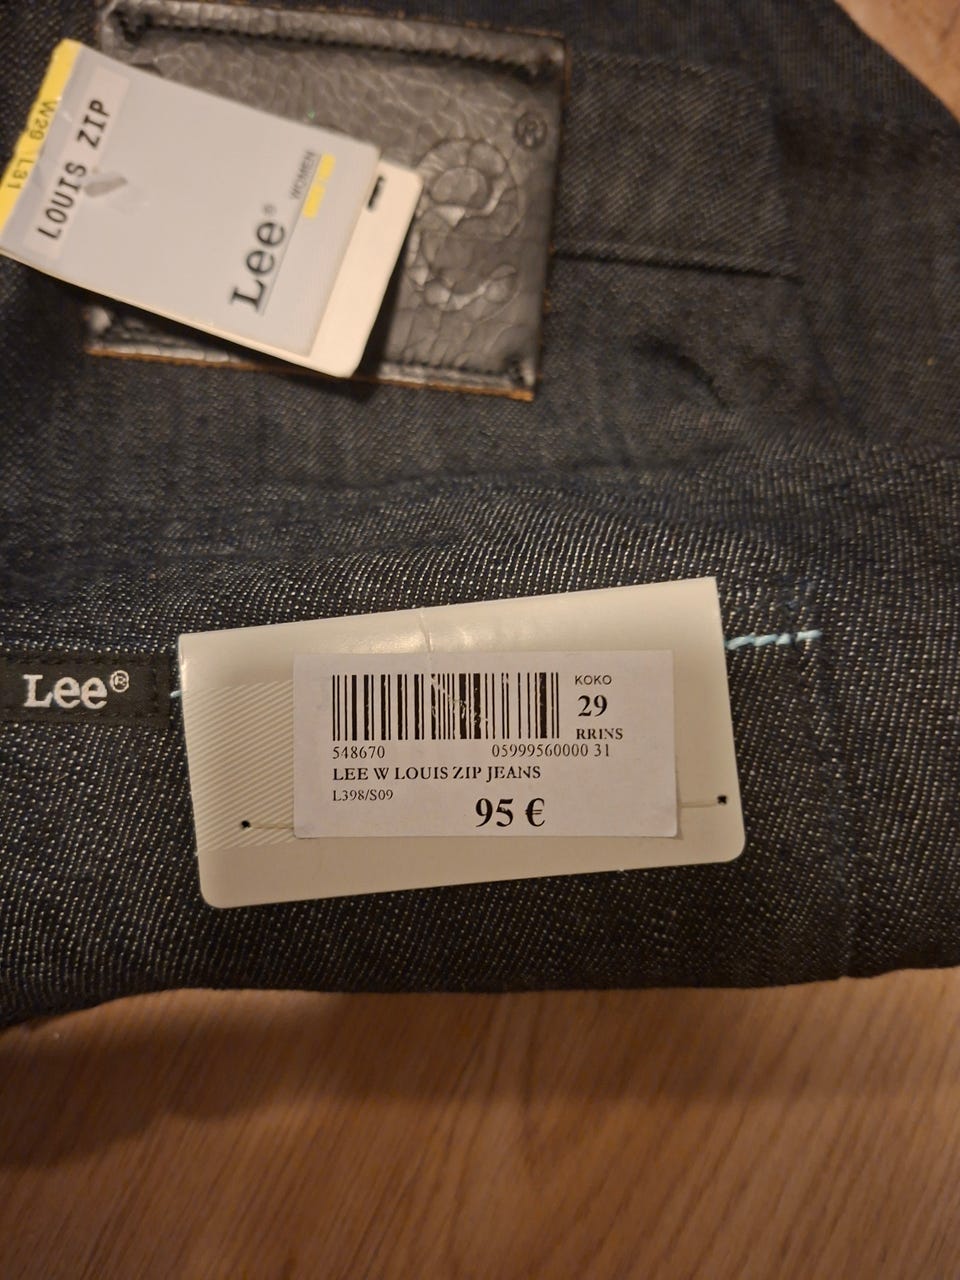 W29 L31
LOUIS ZIP
Lee®
WOMEN
®
Lee®
KOKO
29
RRINS
548670 05999560000 31
LEE W LOUIS ZIP JEANS
L398/S09
95 €